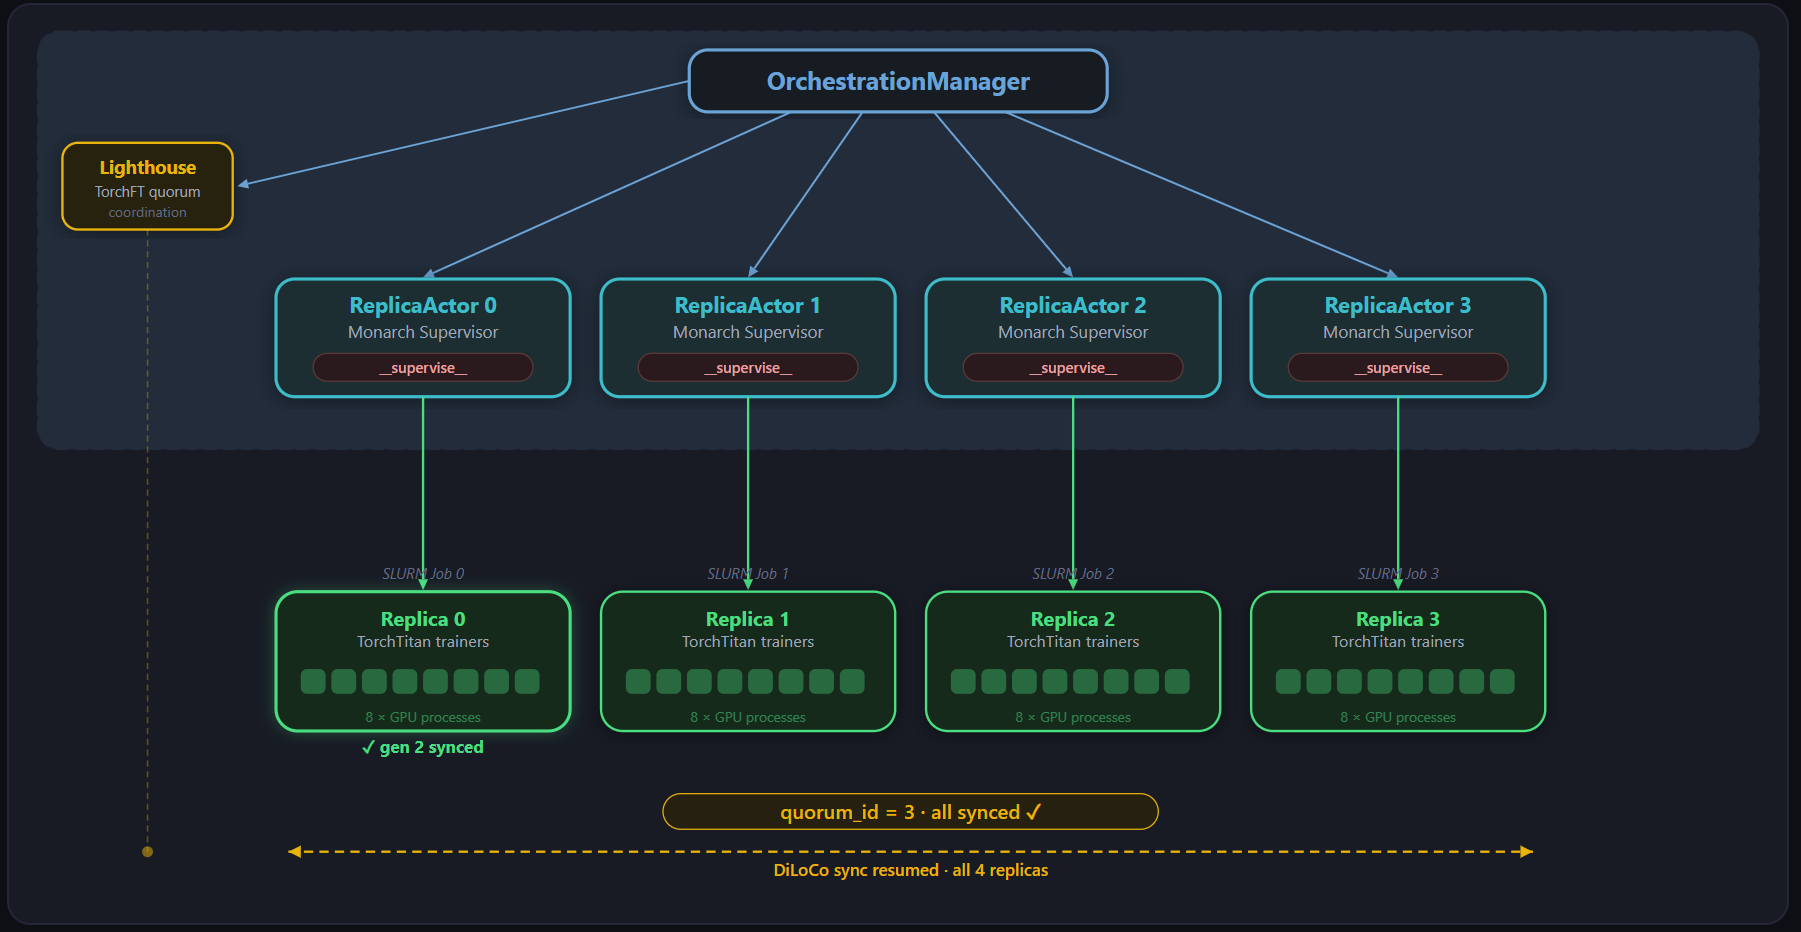 OrchestrationManager
Lighthouse
TorchFT quorum
coordination
ReplicaActor 0
Monarch Supervisor
__supervise__
ReplicaActor 1
Monarch Supervisor
__supervise__
ReplicaActor 2
Monarch Supervisor
__supervise__
ReplicaActor 3
Monarch Supervisor
__supervise__
SLURM Job 0
Replica 0
TorchTitan trainers
8 × GPU processes
✓ gen 2 synced
SLURM Job 1
Replica 1
TorchTitan trainers
8 × GPU processes
SLURM Job 2
Replica 2
TorchTitan trainers
8 × GPU processes
SLURM Job 3
Replica 3
TorchTitan trainers
8 × GPU processes
quorum_id = 3 · all synced ✓
DiLoCo sync resumed · all 4 replicas